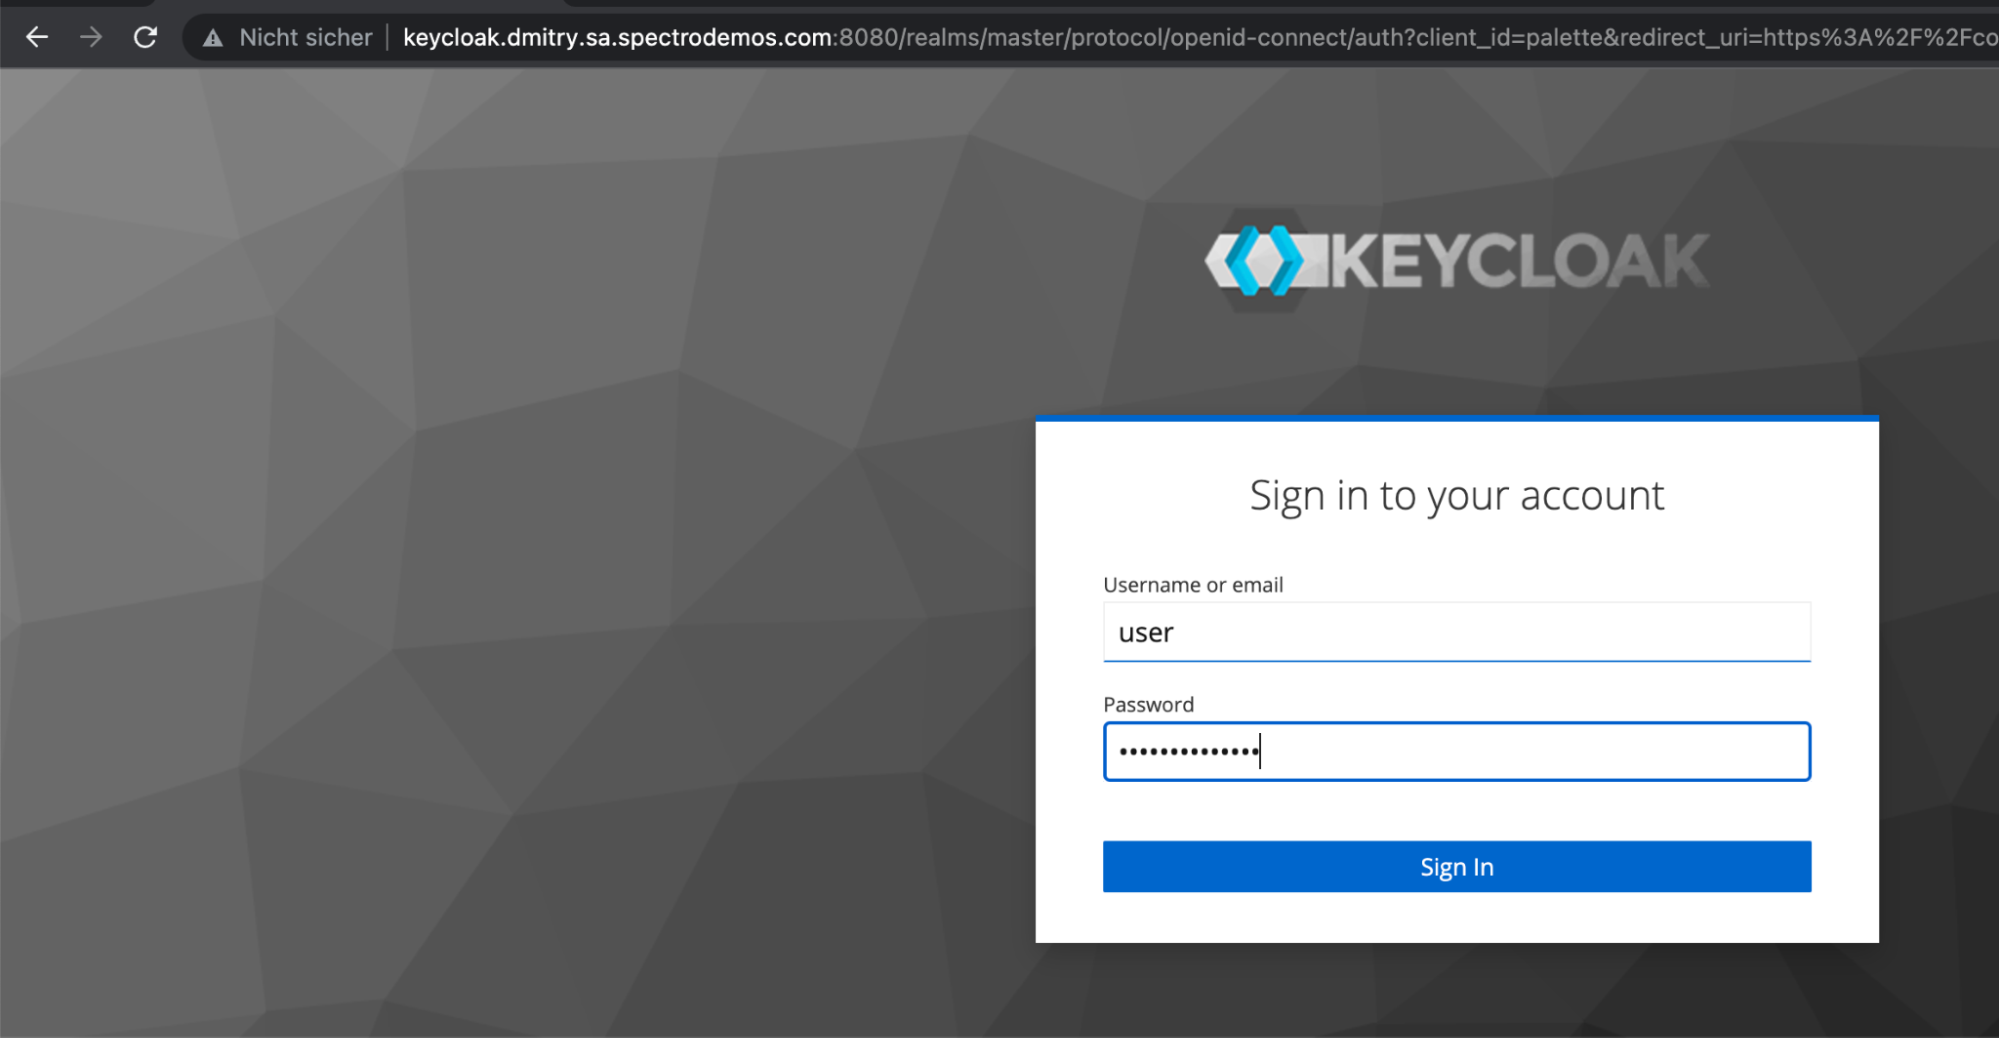 Nicht sicher keycloak.dmitry.sa.spectrodemos.com:8080/realms/master/protocol/openid-connect/auth?client_id=palette&redirect_uri=https%3A%2F%2Fco
KEYCLOAK
Sign in to your account
Username or email
user
Password
••••••••••••••
Sign In